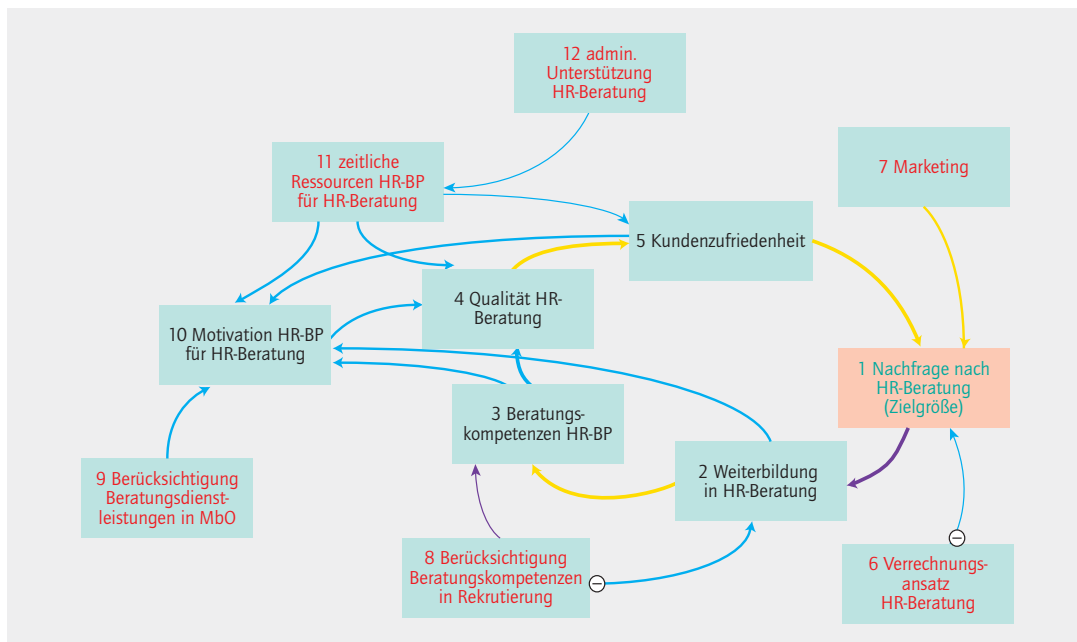 12 admin.
Unterstützung
HR-Beratung
11 zeitliche
Ressourcen HR-BP
für HR-Beratung
7 Marketing
5 Kundenzufriedenheit
4 Qualität HR-
Beratung
10 Motivation HR-BP
für HR-Beratung
1 Nachfrage nach
HR-Beratung
(Zielgröße)
3 Beratungs-
kompetenzen HR-BP
2 Weiterbildung
in HR-Beratung
9 Berücksichtigung
Beratungsdienst-
leistungen in MbO
8 Berücksichtigung
Beratungskompetenzen
in Rekrutierung
–
–
6 Verrechnungs-
ansatz
HR-Beratung